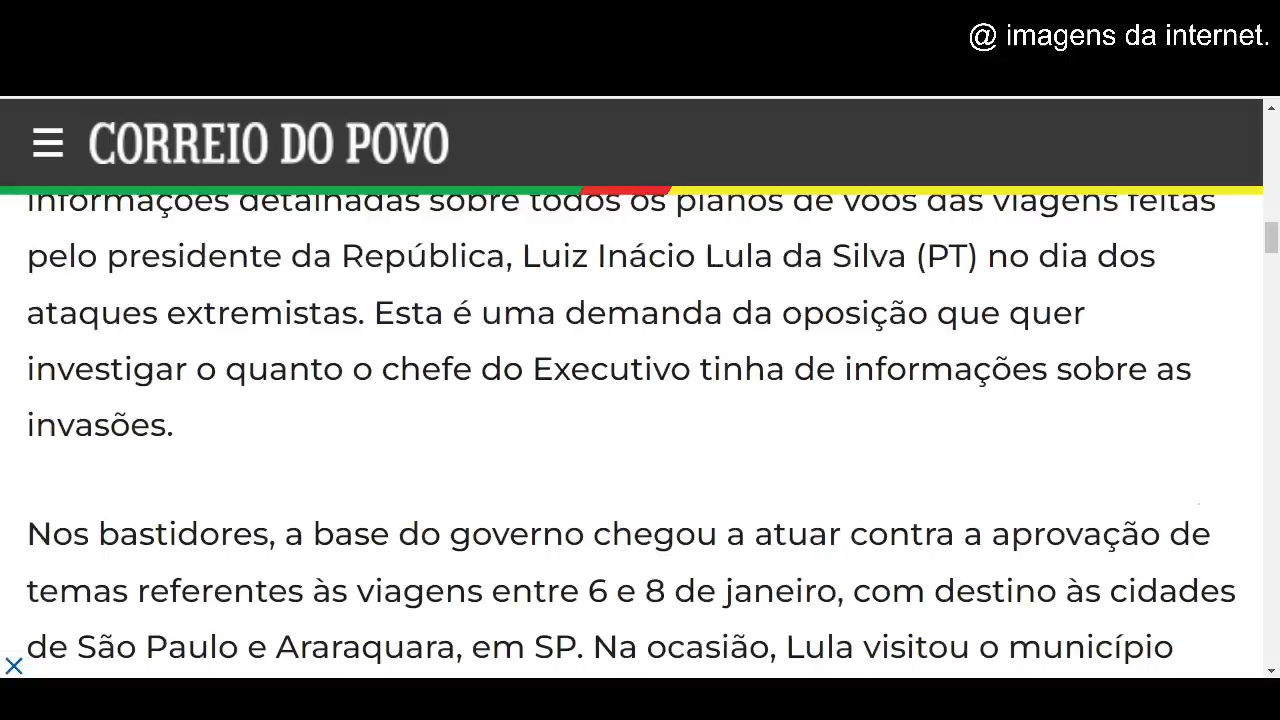 @ imagens da internet.
CORREIO DO POVO
informações detalhadas sobre todos os planos de voos das viagens feitas
pelo presidente da República, Luiz Inácio Lula da Silva (PT) no dia dos
ataques extremistas. Esta é uma demanda da oposição que quer
investigar o quanto o chefe do Executivo tinha de informações sobre as
invasões.
Nos bastidores, a base do governo chegou a atuar contra a aprovação de
temas referentes às viagens entre 6 e 8 de janeiro, com destino às cidades
de São Paulo e Araraquara, em SP. Na ocasião, Lula visitou o município